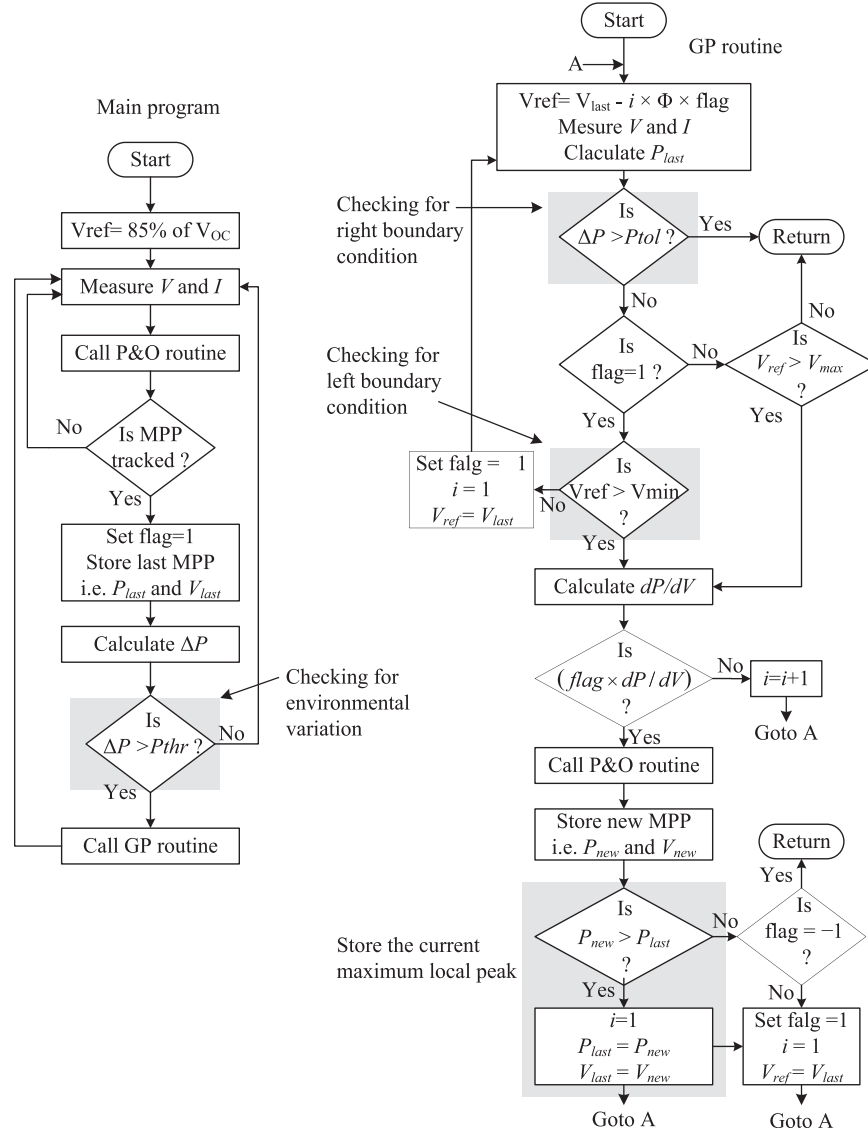 Main program
Start
Vref= 85% of VOC
Measure V and I
Call P&O routine
Is MPP
tracked ?
No
Yes
Set flag=1
Store last MPP
i.e. Plast and Vlast
Calculate ΔP
Checking for
environmental
variation
Is
ΔP >Pthr ?
No
Yes
Call GP routine
Start
GP routine
A
Vref= Vlast - i × Φ × flag
Mesure V and I
Claculate Plast
Checking for
right boundary
condition
Is
ΔP >Ptol ?
Yes
Return
No
No
Is
flag=1 ?
No
Is
Vref > Vmax
?
Yes
Yes
Checking for
left boundary
condition
Set falg = 1
i = 1
Vref = Vlast
No
Is
Vref > Vmin
?
Yes
Calculate dP/dV
Is
(flag × dP / dV)
?
No
i=i+1
Goto A
Yes
Call P&O routine
Store new MPP
i.e. Pnew and Vnew
Return
Yes
Store the current
maximum local peak
Is
Pnew > Plast
?
No
Is
flag = −1
?
Yes
No
i=1
Plast = Pnew
Vlast = Vnew
Set falg =1
i = 1
Vref = Vlast
Goto A
Goto A